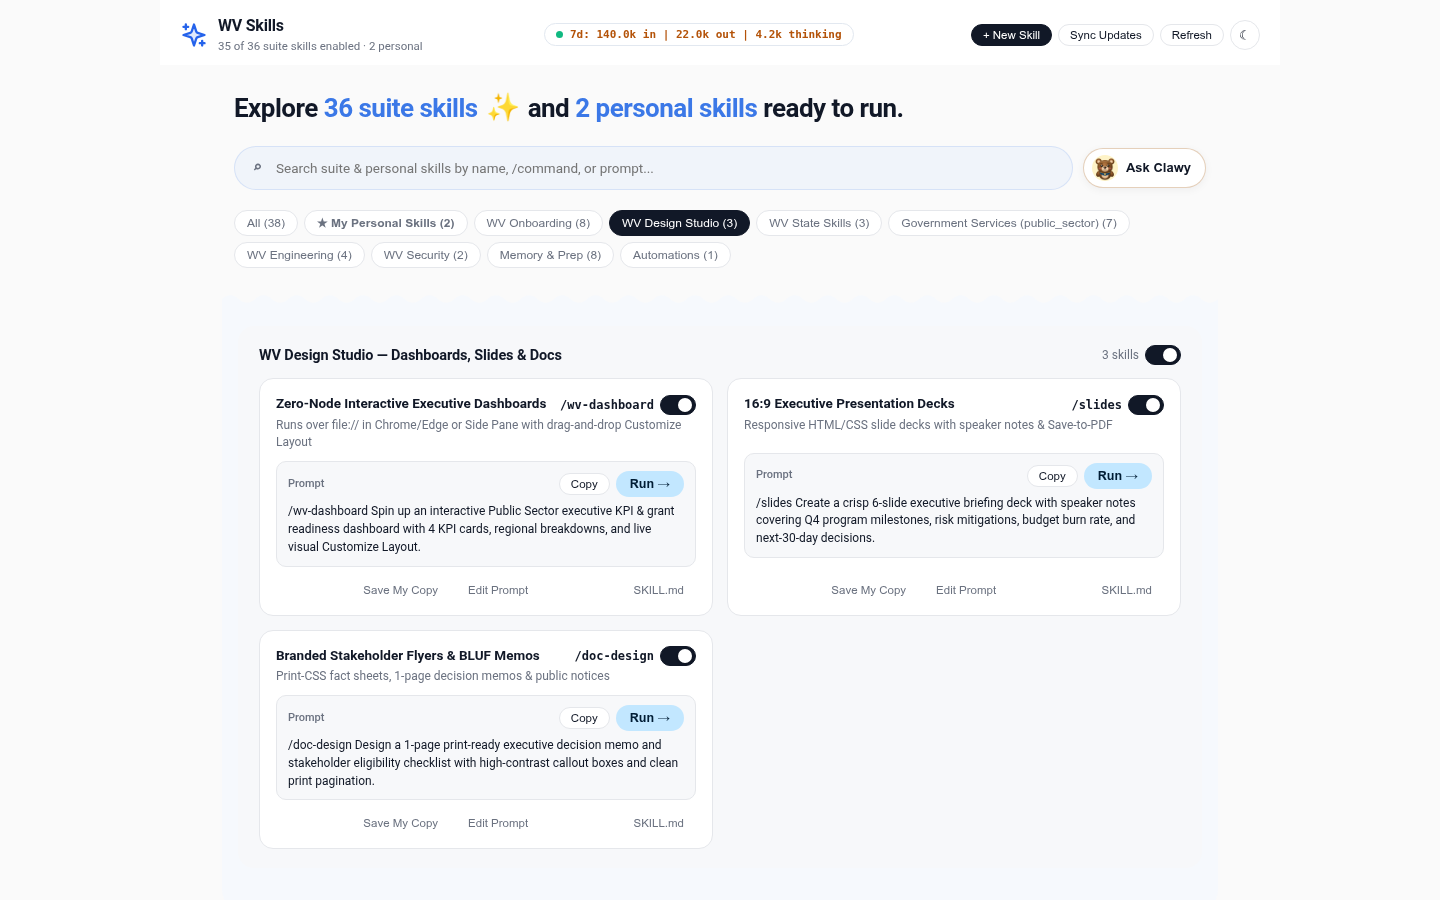 WV Skills
35 of 36 suite skills enabled · 2 personal
7d: 140.0k in | 22.0k out | 4.2k thinking
+ New Skill
Sync Updates
Refresh
Explore 36 suite skills ✨ and 2 personal skills ready to run.
Search suite & personal skills by name, /command, or prompt...
Ask Clawy
All (38)
★ My Personal Skills (2)
WV Onboarding (8)
WV Design Studio (3)
WV State Skills (3)
Government Services (public_sector) (7)
WV Engineering (4)
WV Security (2)
Memory & Prep (8)
Automations (1)
WV Design Studio — Dashboards, Slides & Docs
3 skills
Zero-Node Interactive Executive Dashboards
/wv-dashboard
Runs over file:// in Chrome/Edge or Side Pane with drag-and-drop Customize
Layout
Prompt
Copy
Run →
/wv-dashboard Spin up an interactive Public Sector executive KPI & grant
readiness dashboard with 4 KPI cards, regional breakdowns, and live
visual Customize Layout.
Save My Copy
Edit Prompt
SKILL.md
16:9 Executive Presentation Decks
/slides
Responsive HTML/CSS slide decks with speaker notes & Save-to-PDF
Prompt
Copy
Run →
/slides Create a crisp 6-slide executive briefing deck with speaker notes
covering Q4 program milestones, risk mitigations, budget burn rate, and
next-30-day decisions.
Save My Copy
Edit Prompt
SKILL.md
Branded Stakeholder Flyers & BLUF Memos
/doc-design
Print-CSS fact sheets, 1-page decision memos & public notices
Prompt
Copy
Run →
/doc-design Design a 1-page print-ready executive decision memo and
stakeholder eligibility checklist with high-contrast callout boxes and clean
print pagination.
Save My Copy
Edit Prompt
SKILL.md